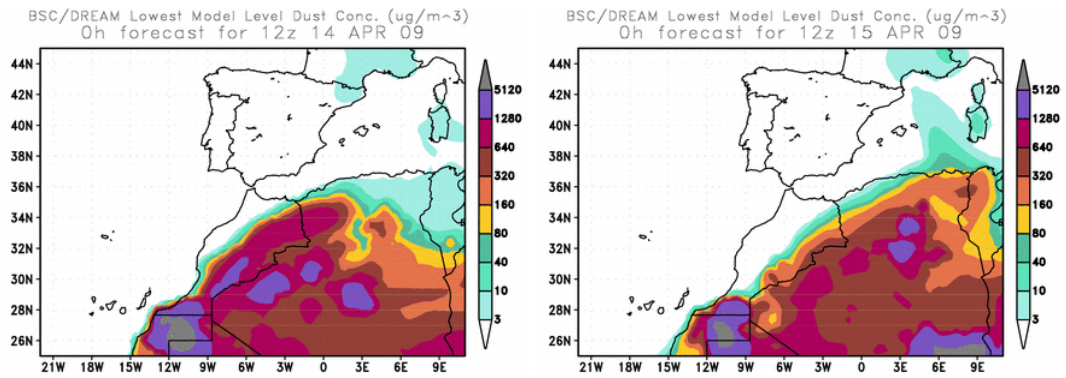 BSC/DREAM Lowest Model Level Dust Conc. (ug/m^3)
0h forecast for 12z 14 APR 09
44N
42N
40N
38N
36N
34N
32N
30N
28N
26N
21W 18W 15W 12W 9W 6W 3W 0 3E 6E 9E
5120
1280
640
320
160
80
40
10
3
BSC/DREAM Lowest Model Level Dust Conc. (ug/m^3)
0h forecast for 12z 15 APR 09
44N
42N
40N
38N
36N
34N
32N
30N
28N
26N
21W 18W 15W 12W 9W 6W 3W 0 3E 6E 9E
5120
1280
640
320
160
80
40
10
3